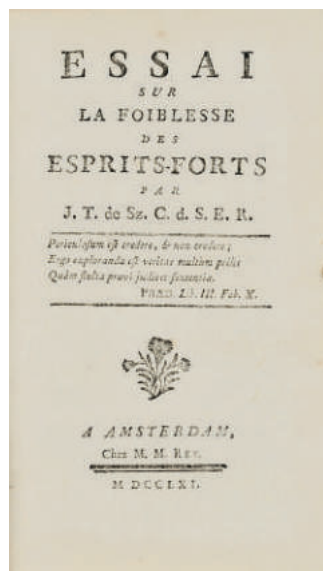 ESSAI
SUR
LA FOIBLESSE
DES
ESPRITS-FORTS
PAR
J. T. de Sz. C. d. S. E. R.
Periculosum est credere, & non credere;
Ergo exploranda est veritas multum prius
Quàm stulta pravè judicet sententia.
PHÆD. Lib. III. Fab. X.
A AMSTERDAM,
Chez M. M. REY.
M DCCLXI.